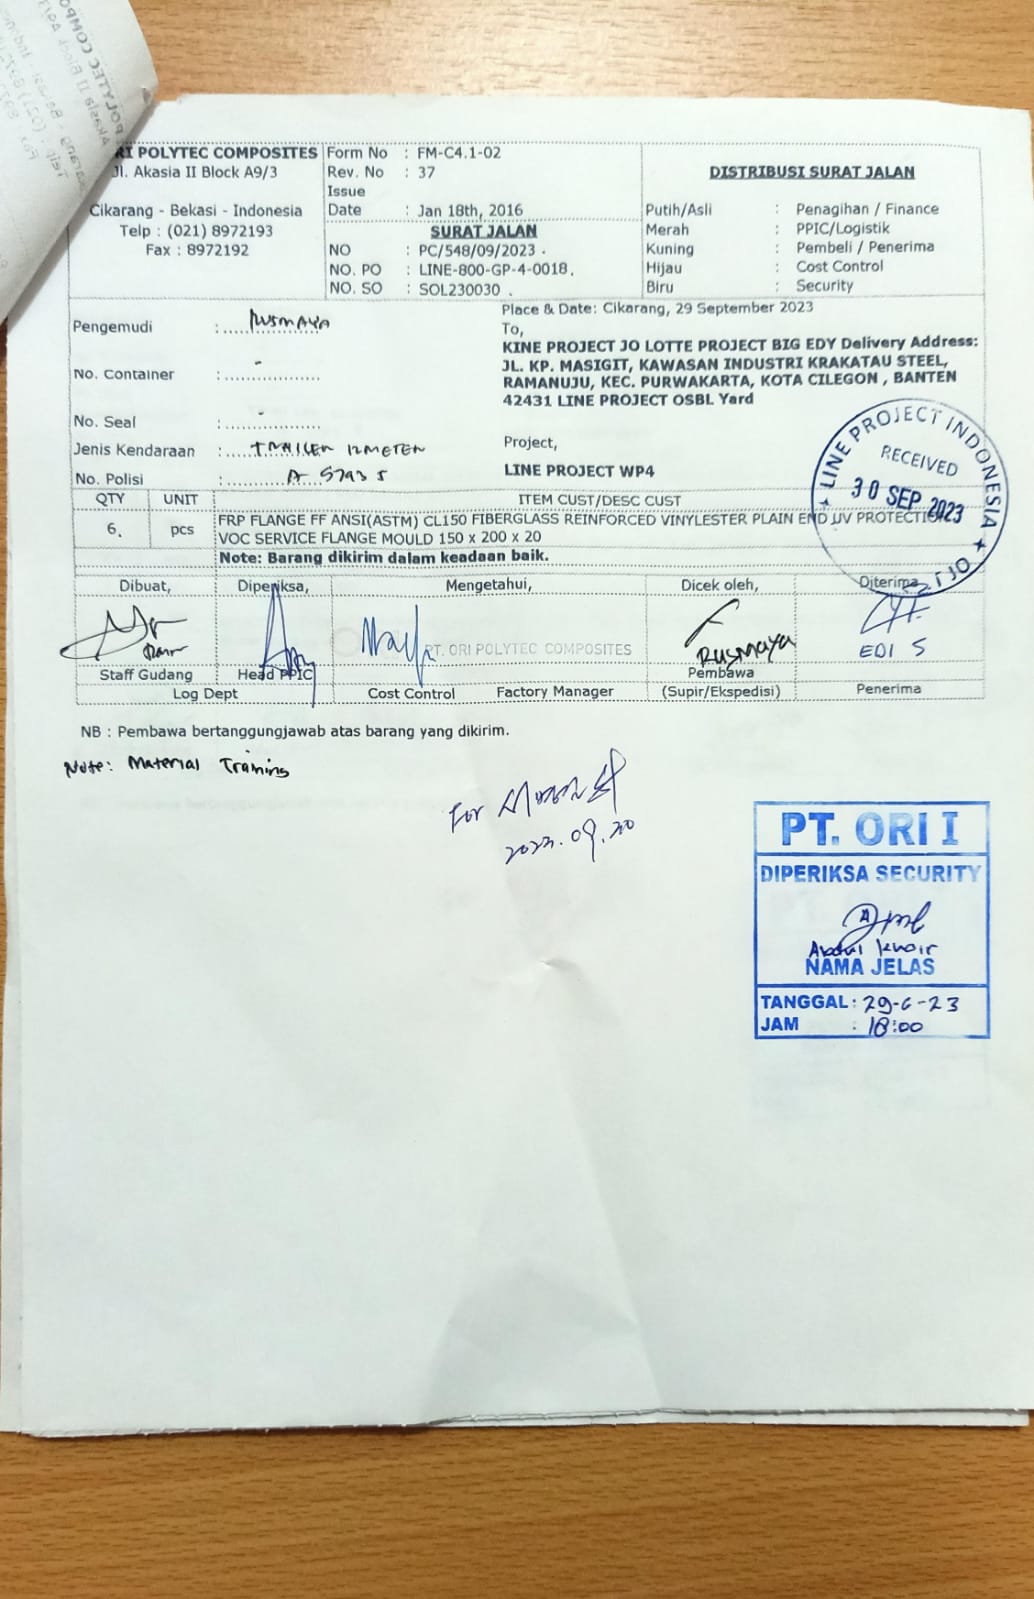 RI POLYTEC COMPOSITES
Jl. Akasia II Block A9/3
Cikarang - Bekasi - Indonesia
Telp : (021) 8972193
Fax : 8972192
Form No : FM-C4.1-02
Rev. No : 37
Issue
Date : Jan 18th, 2016
SURAT JALAN
NO : PC/548/09/2023 .
NO. PO : LINE-800-GP-4-0018.
NO. SO : SOL230030 .
DISTRIBUSI SURAT JALAN
Putih/Asli : Penagihan / Finance
Merah : PPIC/Logistik
Kuning : Pembeli / Penerima
Hijau : Cost Control
Biru : Security
Pengemudi : RUSMAYA
No. Container : -
No. Seal : -
Jenis Kendaraan : TRAILER 12METER
No. Polisi : A 5793 S
Place & Date: Cikarang, 29 September 2023
To,
KINE PROJECT JO LOTTE PROJECT BIG EDY Delivery Address:
JL. KP. MASIGIT, KAWASAN INDUSTRI KRAKATAU STEEL,
RAMANUJU, KEC. PURWAKARTA, KOTA CILEGON , BANTEN
42431 LINE PROJECT OSBL Yard
Project,
LINE PROJECT WP4
LINE PROJECT INDONESIA
RECEIVED
30 SEP 2023
QTY UNIT ITEM CUST/DESC CUST
6. pcs FRP FLANGE FF ANSI(ASTM) CL150 FIBERGLASS REINFORCED VINYLESTER PLAIN END UV PROTECTION
VOC SERVICE FLANGE MOULD 150 x 200 x 20
Note: Barang dikirim dalam keadaan baik.
Dibuat, Diperiksa, Mengetahui, Dicek oleh, Diterima
PT. ORI POLYTEC COMPOSITES
RUSMAYA
EDI S
Staff Gudang Head PPIC Pembawa
Log Dept Cost Control Factory Manager (Supir/Ekspedisi) Penerima
NB : Pembawa bertanggungjawab atas barang yang dikirim.
Note: Material Training
For
PT. ORI I
DIPERIKSA SECURITY
Abdul Khoir
NAMA JELAS
TANGGAL : 29-6-23
JAM : 18:00